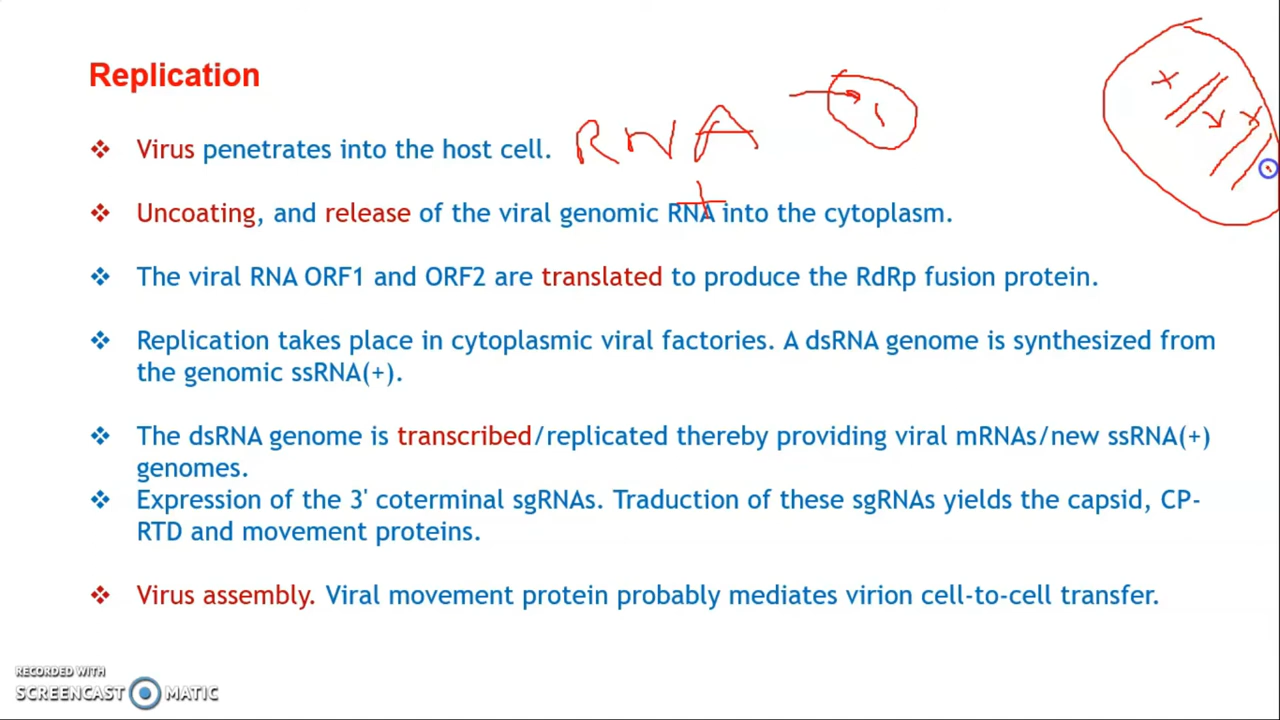 Replication
❖ Virus penetrates into the host cell. RNA
+
❖ Uncoating, and release of the viral genomic RNA into the cytoplasm.
❖ The viral RNA ORF1 and ORF2 are translated to produce the RdRp fusion protein.
❖ Replication takes place in cytoplasmic viral factories. A dsRNA genome is synthesized from
the genomic ssRNA(+).
❖ The dsRNA genome is transcribed/replicated thereby providing viral mRNAs/new ssRNA(+)
genomes.
❖ Expression of the 3' coterminal sgRNAs. Traduction of these sgRNAs yields the capsid, CP-
RTD and movement proteins.
❖ Virus assembly. Viral movement protein probably mediates virion cell-to-cell transfer.
RECORDED WITH
SCREENCAST MATIC